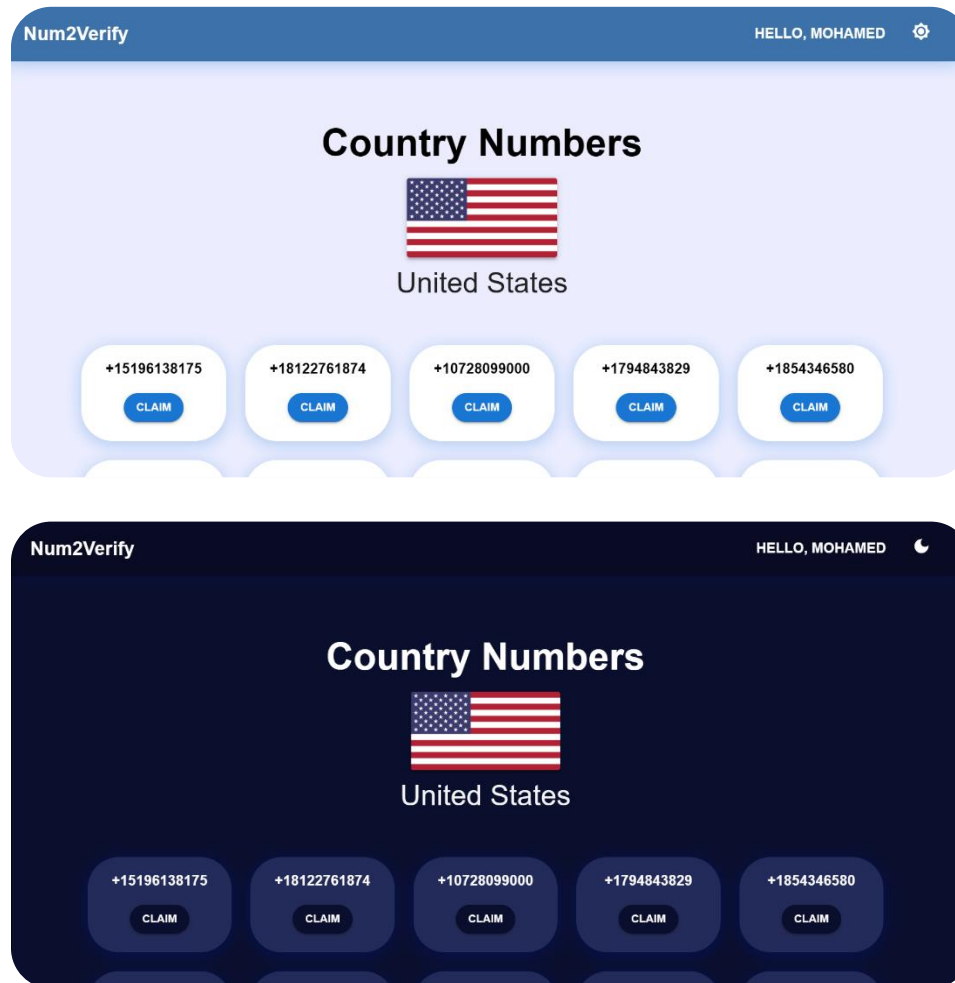 Num2Verify HELLO, MOHAMED
Country Numbers
United States
+15196138175 +18122761874 +10728099000 +1794843829 +1854346580
CLAIM CLAIM CLAIM CLAIM CLAIM
Num2Verify HELLO, MOHAMED
Country Numbers
United States
+15196138175 +18122761874 +10728099000 +1794843829 +1854346580
CLAIM CLAIM CLAIM CLAIM CLAIM